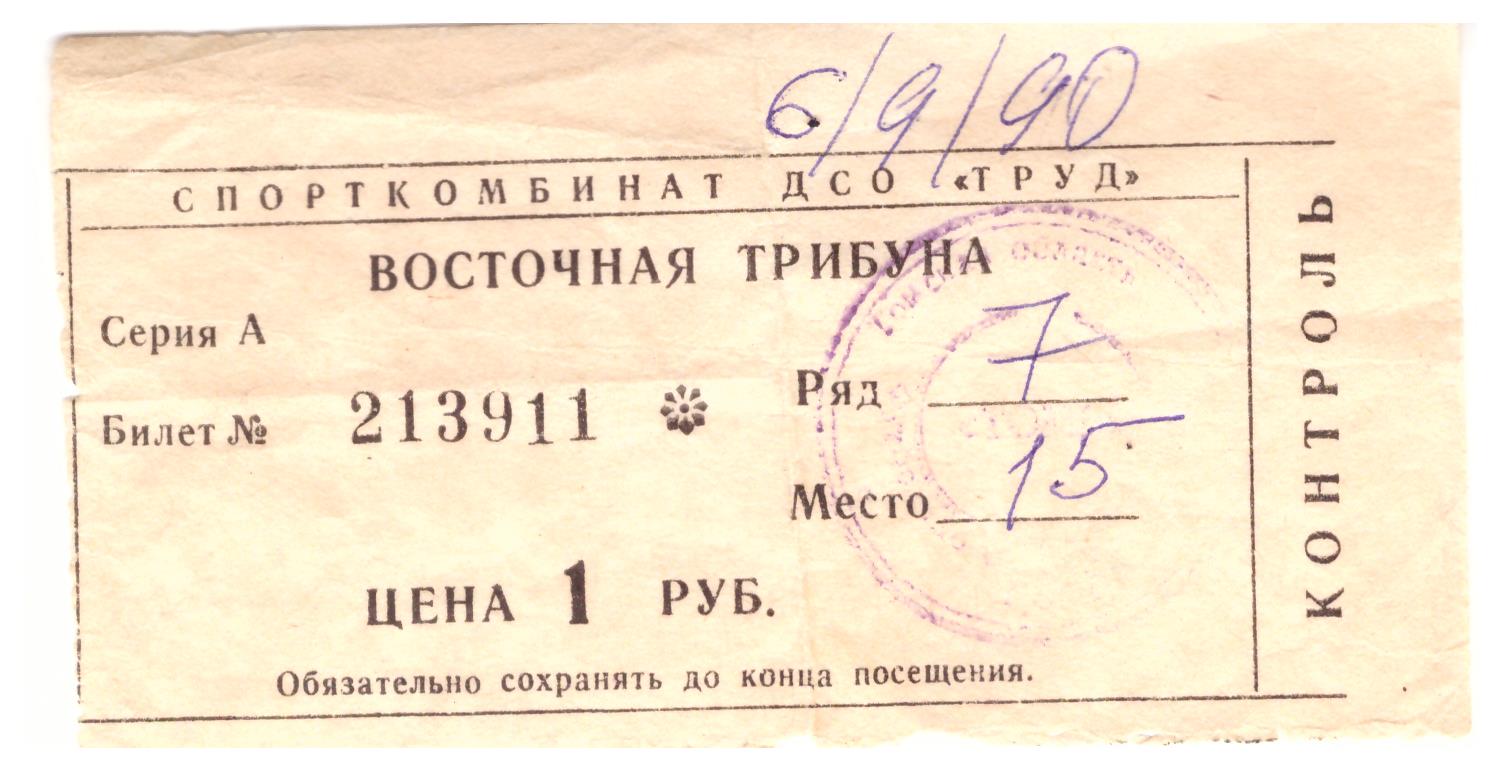 6/9/90
СПОРТКОМБИНАТ ДСО «ТРУД»
ВОСТОЧНАЯ ТРИБУНА
Серия А
Билет № 213911
Ряд 7
Место 15
ЦЕНА 1 РУБ.
Обязательно сохранять до конца посещения.
КОНТРОЛЬ